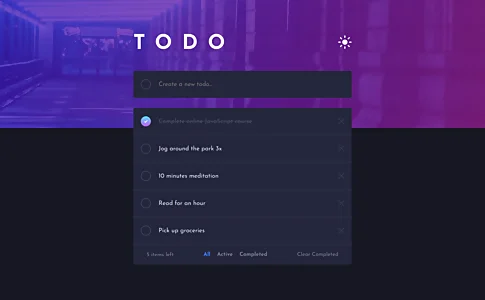 TODO
Create a new todo...
Complete online JavaScript course
Jog around the park 3x
10 minutes meditation
Read for an hour
Pick up groceries
5 items left All Active Completed Clear Completed